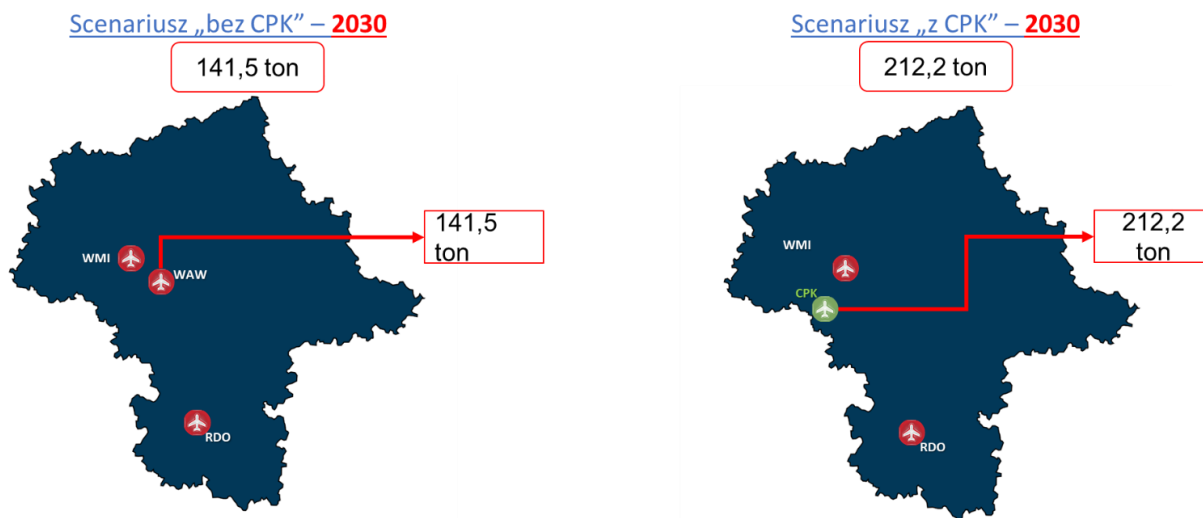 Scenariusz „bez CPK” – 2030
141,5 ton
WMI
WAW
141,5
ton
RDO
Scenariusz „z CPK” – 2030
212,2 ton
WMI
CPK
212,2
ton
RDO